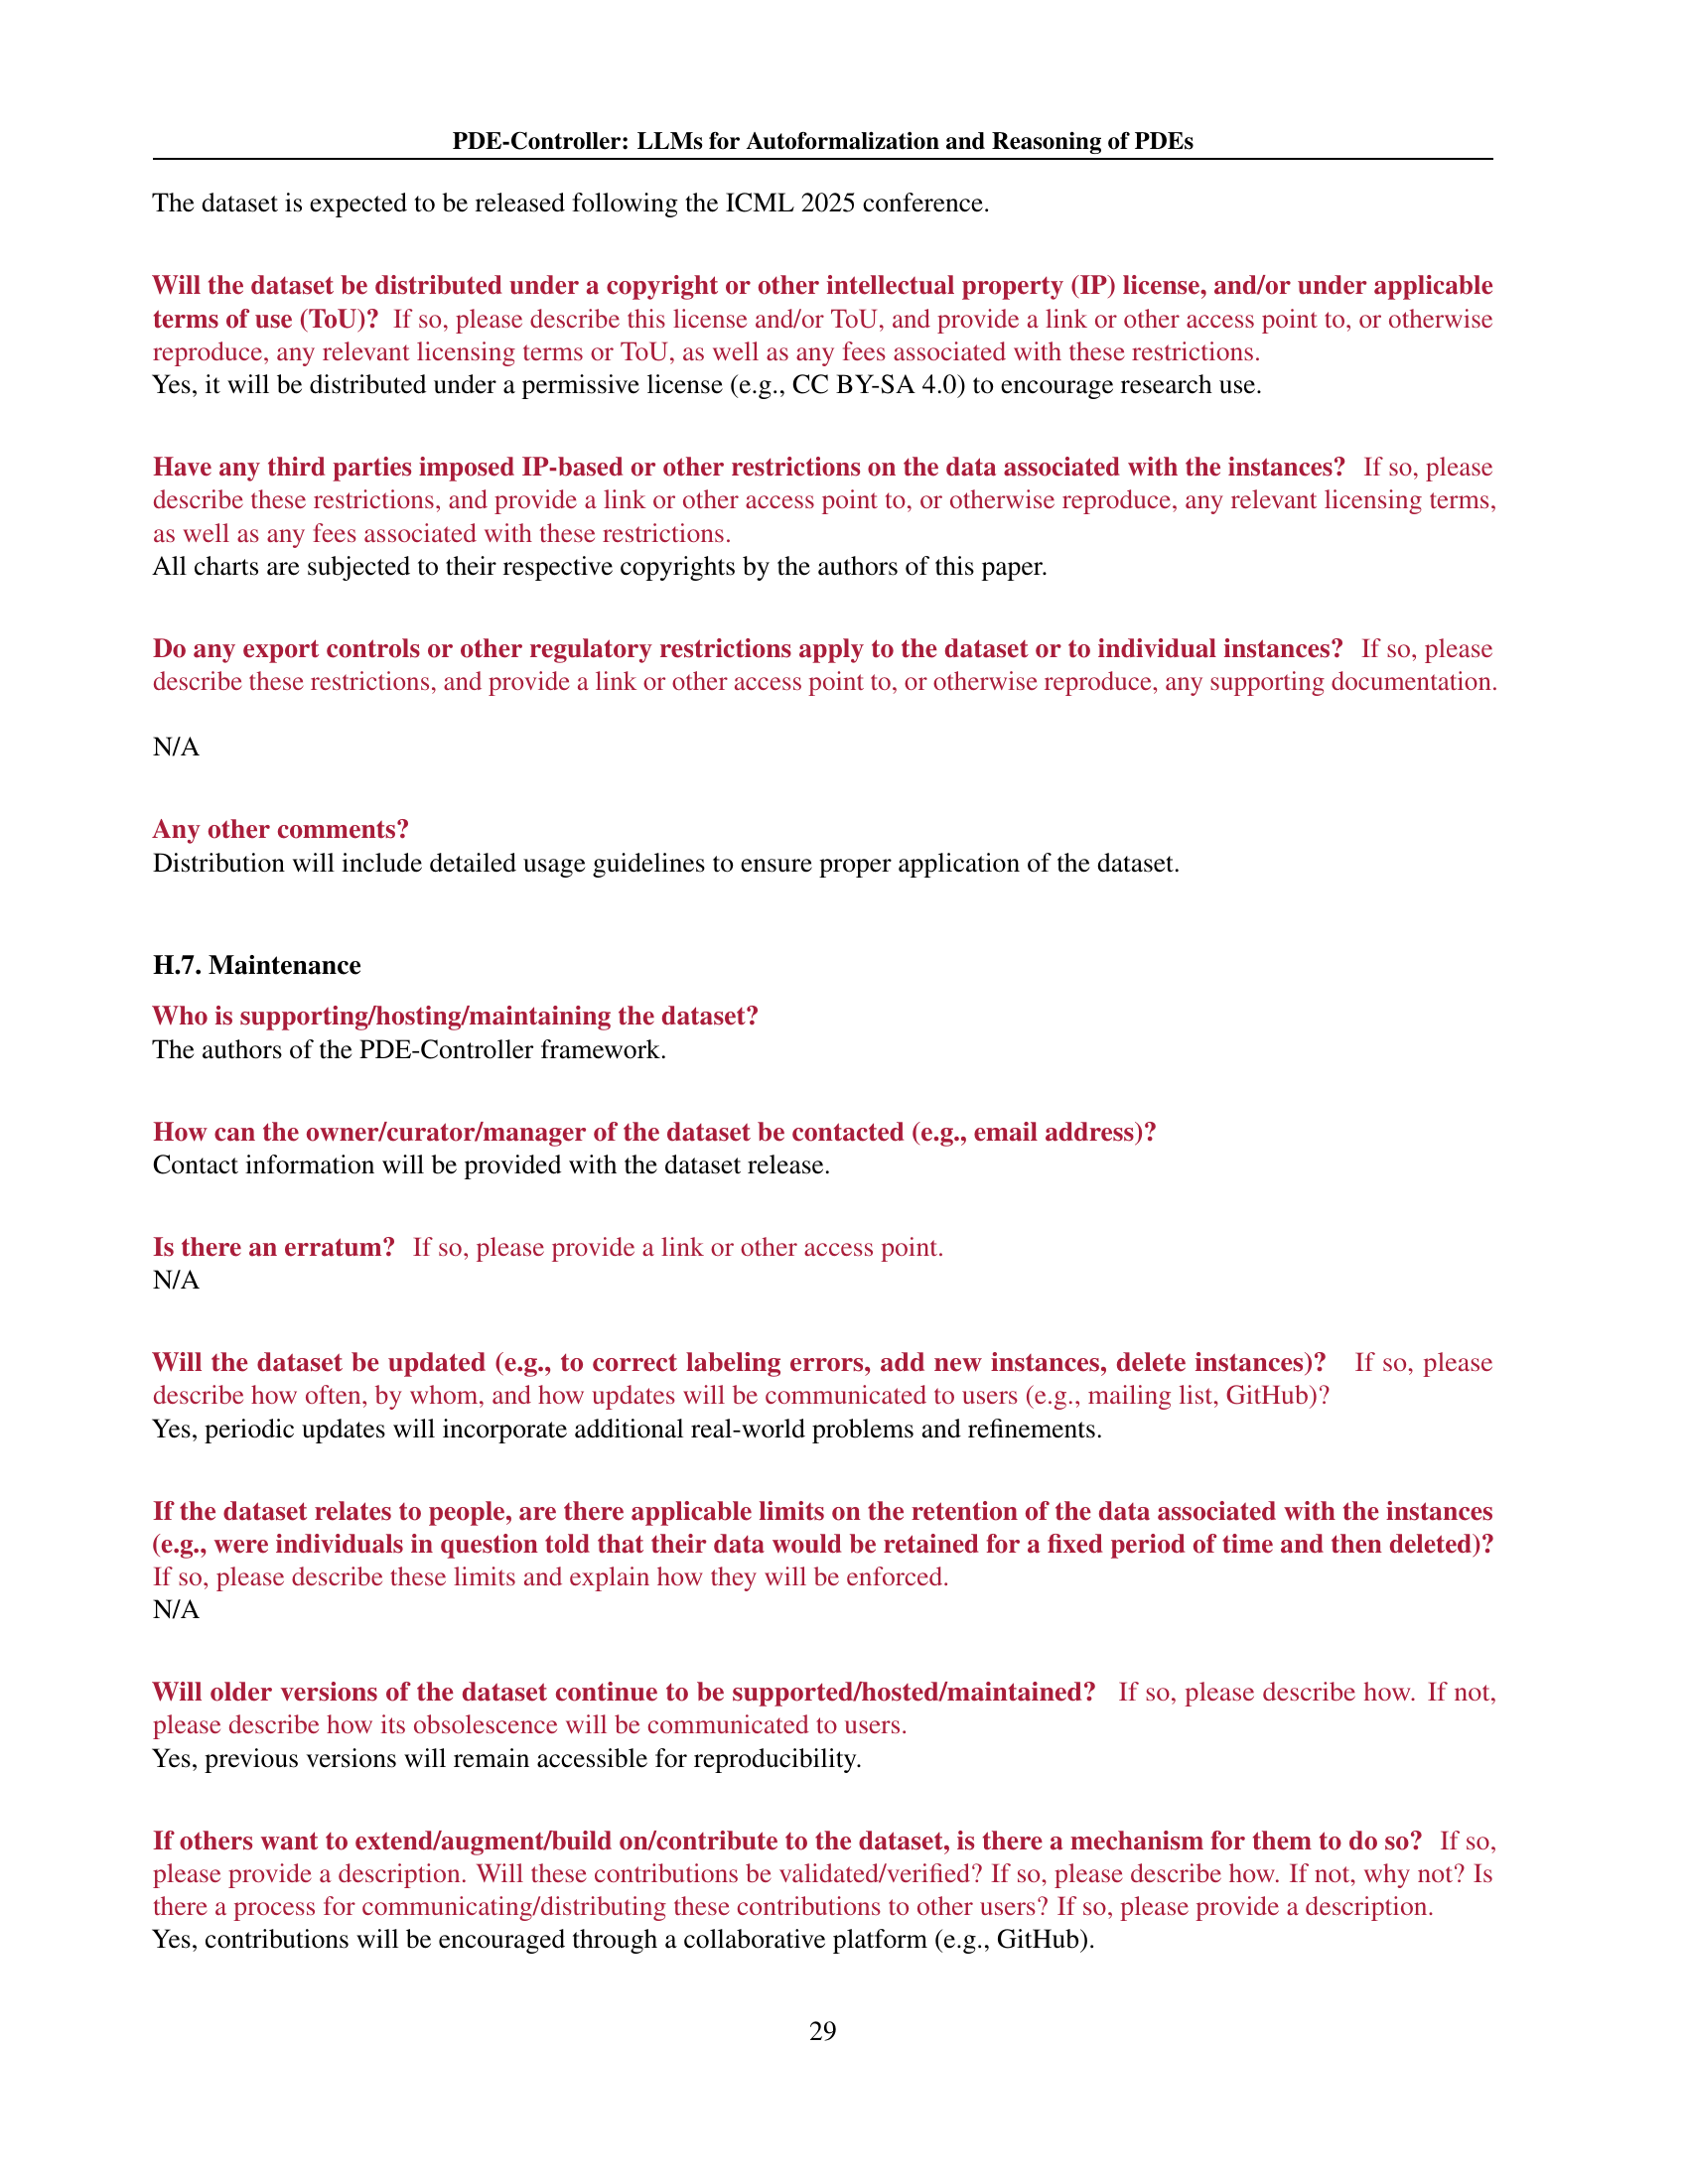 PDE-Controller: LLMs for Autoformalization and Reasoning of PDEs
The dataset is expected to be released following the ICML 2025 conference.
Will the dataset be distributed under a copyright or other intellectual property (IP) license, and/or under applicable
terms of use (ToU)? If so, please describe this license and/or ToU, and provide a link or other access point to, or otherwise
reproduce, any relevant licensing terms or ToU, as well as any fees associated with these restrictions.
Yes, it will be distributed under a permissive license (e.g., CC BY-SA 4.0) to encourage research use.
Have any third parties imposed IP-based or other restrictions on the data associated with the instances? If so, please
describe these restrictions, and provide a link or other access point to, or otherwise reproduce, any relevant licensing terms,
as well as any fees associated with these restrictions.
All charts are subjected to their respective copyrights by the authors of this paper.
Do any export controls or other regulatory restrictions apply to the dataset or to individual instances? If so, please
describe these restrictions, and provide a link or other access point to, or otherwise reproduce, any supporting documentation.
N/A
Any other comments?
Distribution will include detailed usage guidelines to ensure proper application of the dataset.
H.7. Maintenance
Who is supporting/hosting/maintaining the dataset?
The authors of the PDE-Controller framework.
How can the owner/curator/manager of the dataset be contacted (e.g., email address)?
Contact information will be provided with the dataset release.
Is there an erratum? If so, please provide a link or other access point.
N/A
Will the dataset be updated (e.g., to correct labeling errors, add new instances, delete instances)? If so, please
describe how often, by whom, and how updates will be communicated to users (e.g., mailing list, GitHub)?
Yes, periodic updates will incorporate additional real-world problems and refinements.
If the dataset relates to people, are there applicable limits on the retention of the data associated with the instances
(e.g., were individuals in question told that their data would be retained for a fixed period of time and then deleted)?
If so, please describe these limits and explain how they will be enforced.
N/A
Will older versions of the dataset continue to be supported/hosted/maintained? If so, please describe how. If not,
please describe how its obsolescence will be communicated to users.
Yes, previous versions will remain accessible for reproducibility.
If others want to extend/augment/build on/contribute to the dataset, is there a mechanism for them to do so? If so,
please provide a description. Will these contributions be validated/verified? If so, please describe how. If not, why not? Is
there a process for communicating/distributing these contributions to other users? If so, please provide a description.
Yes, contributions will be encouraged through a collaborative platform (e.g., GitHub).
29